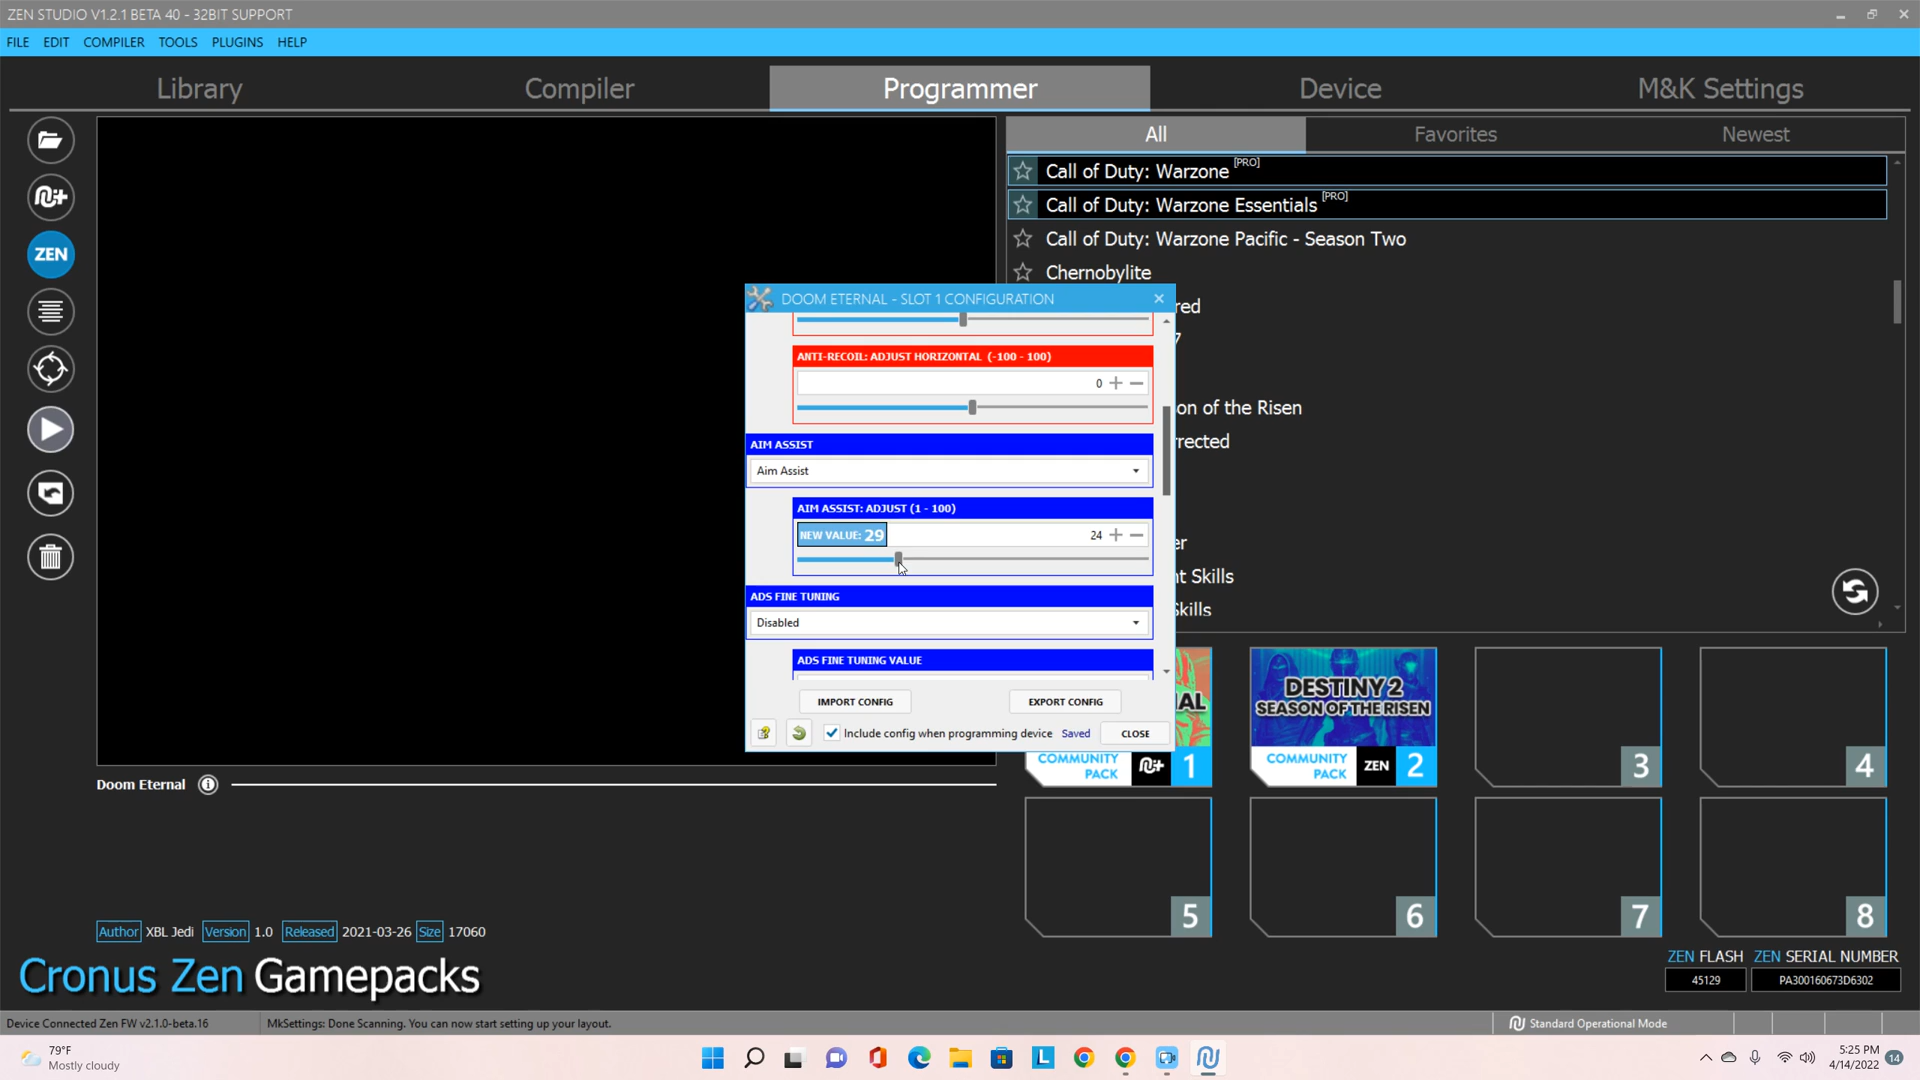 ZEN STUDIO V1.2.1 BETA 40 - 32BIT SUPPORT
FILE EDIT COMPILER TOOLS PLUGINS HELP
Library Compiler Programmer Device M&K Settings
All Favorites Newest
Call of Duty: Warzone [PRO]
Call of Duty: Warzone Essentials [PRO]
Call of Duty: Warzone Pacific - Season Two
Chernobylite
red
on of the Risen
rrected
er
nt Skills
Skills
ZEN
DOOM ETERNAL - SLOT 1 CONFIGURATION
ANTI-RECOIL: ADJUST HORIZONTAL (-100 - 100)
0
AIM ASSIST
Aim Assist
AIM ASSIST: ADJUST (1 - 100)
NEW VALUE: 29 24
ADS FINE TUNING
Disabled
ADS FINE TUNING VALUE
IMPORT CONFIG EXPORT CONFIG
Include config when programming device Saved CLOSE
AL
COMMUNITY
PACK
1
DESTINY 2
SEASON OF THE RISEN
COMMUNITY
PACK
ZEN
2
3
4
5
6
7
8
Doom Eternal
Author XBL Jedi Version 1.0 Released 2021-03-26 Size 17060
Cronus Zen Gamepacks
ZEN FLASH ZEN SERIAL NUMBER
45129 PA300160673D6302
Device Connected Zen FW v2.1.0-beta.16 MkSettings: Done Scanning. You can now start setting up your layout. Standard Operational Mode
79°F
Mostly cloudy
L
5:25 PM
4/14/2022
14